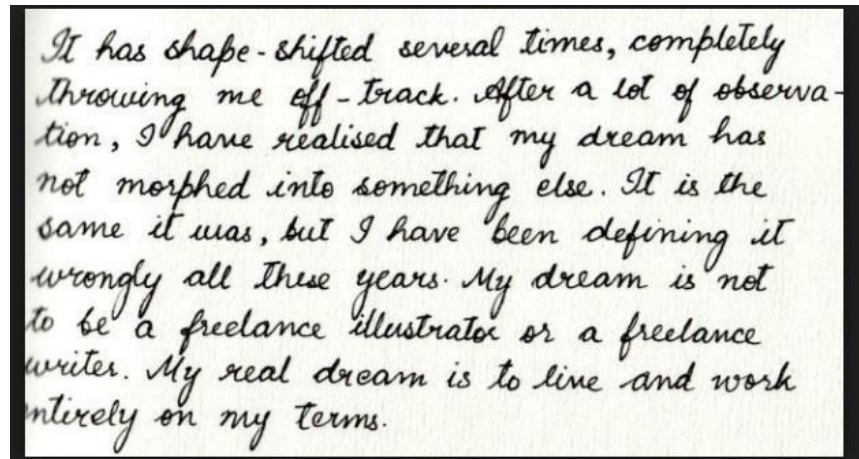 It has shape-shifted several times, completely
throwing me off-track. After a lot of observa-
tion, I have realised that my dream has
not morphed into something else. It is the
same it was, but I have been defining it
wrongly all these years. My dream is not
to be a freelance illustrator or a freelance
writer. My real dream is to live and work
ntirely on my terms.